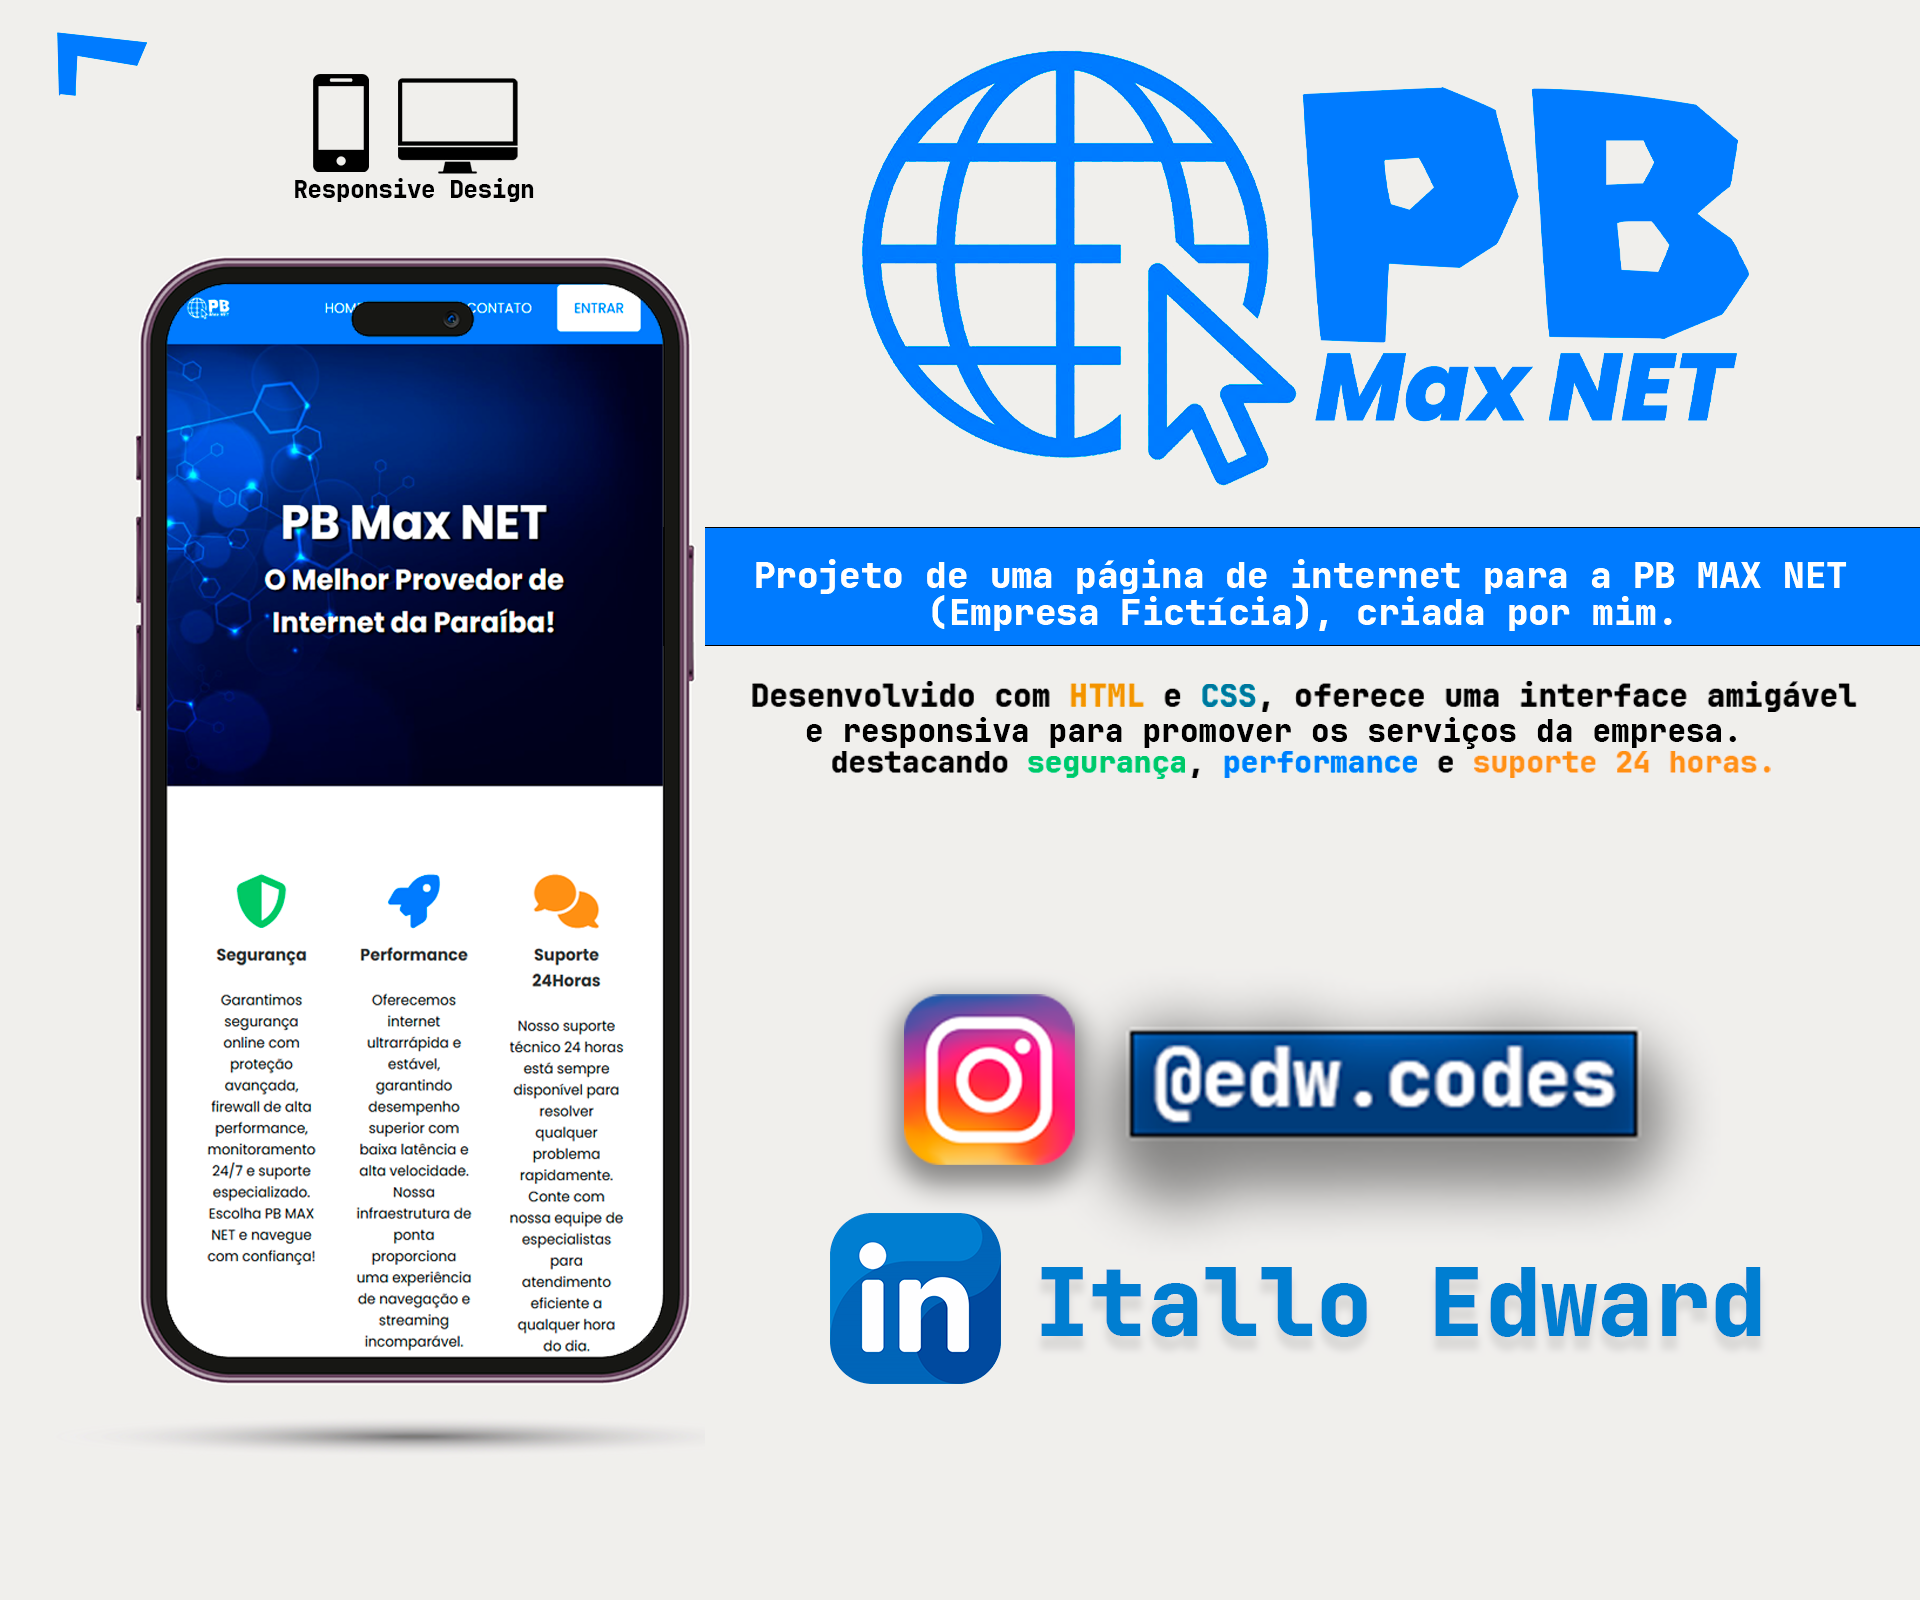 Responsive Design
PB
Max NET
PB
Max NET
CONTATO
ENTRAR
PB Max NET
O Melhor Provedor de
Internet da Paraíba!
Segurança
Garantimos
segurança
online com
proteção
avançada,
firewall de alta
performance,
monitoramento
24/7 e suporte
especializado.
Escolha PB MAX
NET e navegue
com confiança!
Performance
Oferecemos
internet
ultrarrápida e
estável,
garantindo
desempenho
superior com
baixa latência e
alta velocidade.
Nossa
infraestrutura de
ponta
proporciona
uma experiência
de navegação e
streaming
incomparável.
Suporte
24Horas
Nosso suporte
técnico 24 horas
está sempre
disponível para
resolver
qualquer
problema
rapidamente.
Conte com
nossa equipe de
especialistas
para
atendimento
eficiente a
qualquer hora
do dia.
Projeto de uma página de internet para a PB MAX NET
(Empresa Fictícia), criada por mim.
Desenvolvido com HTML e CSS, oferece uma interface amigável
e responsiva para promover os serviços da empresa.
destacando segurança, performance e suporte 24 horas.
@edw.codes
in
Itallo Edward